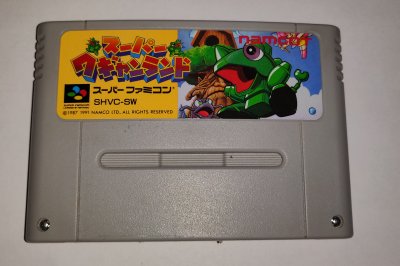 スーパー
ワギャンランド
namcot
スーパーファミコン
SHVC-SW
©1987 1991 NAMCO LTD., ALL RIGHTS RESERVED